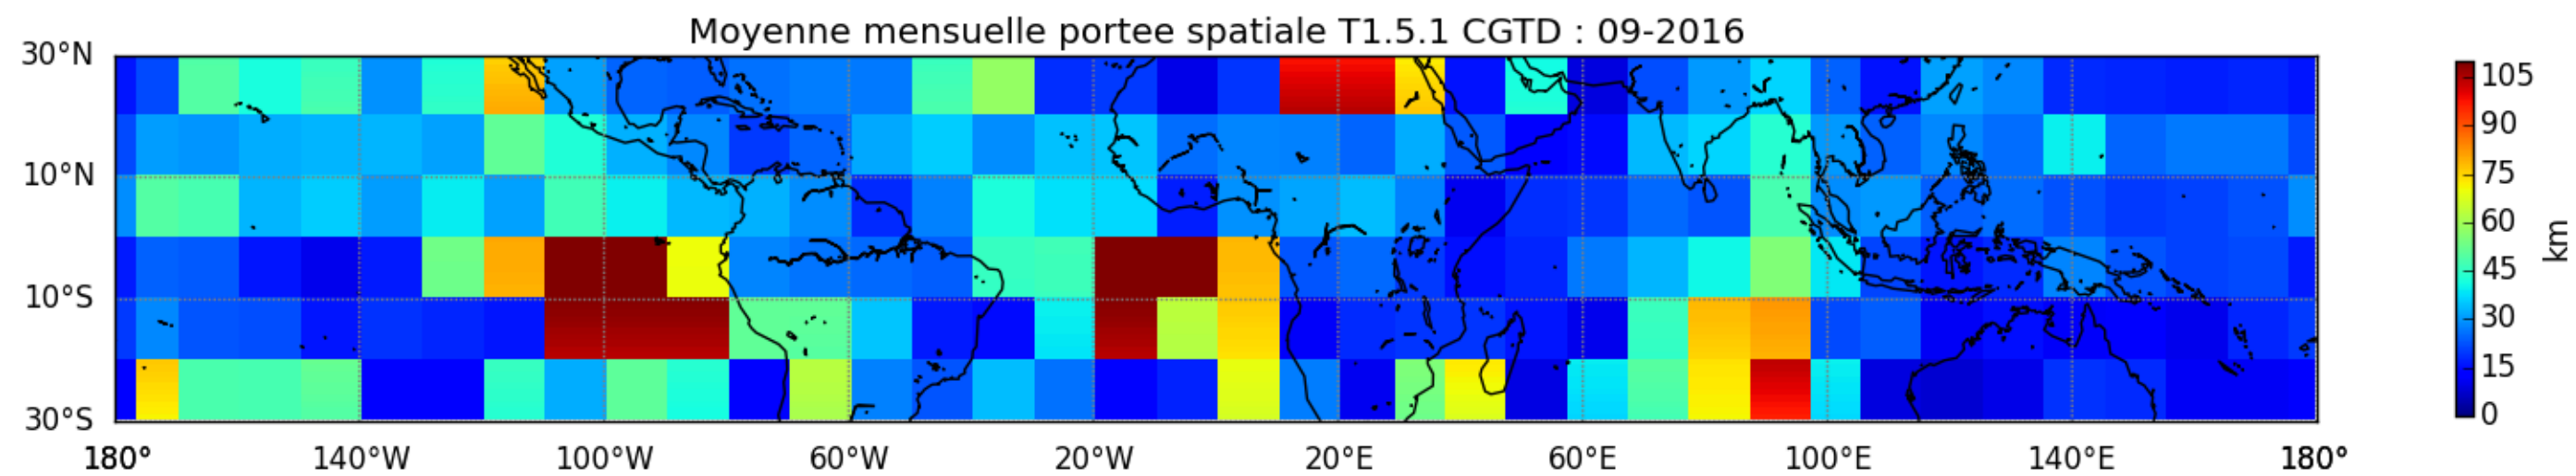 Moyenne mensuelle portee spatiale T1.5.1 CGTD : 09-2016
30°N
10°N
10°S
30°S
180° 140°W 100°W 60°W 20°W 20°E 60°E 100°E 140°E 180°
105
90
75
60
45
30
15
0
km